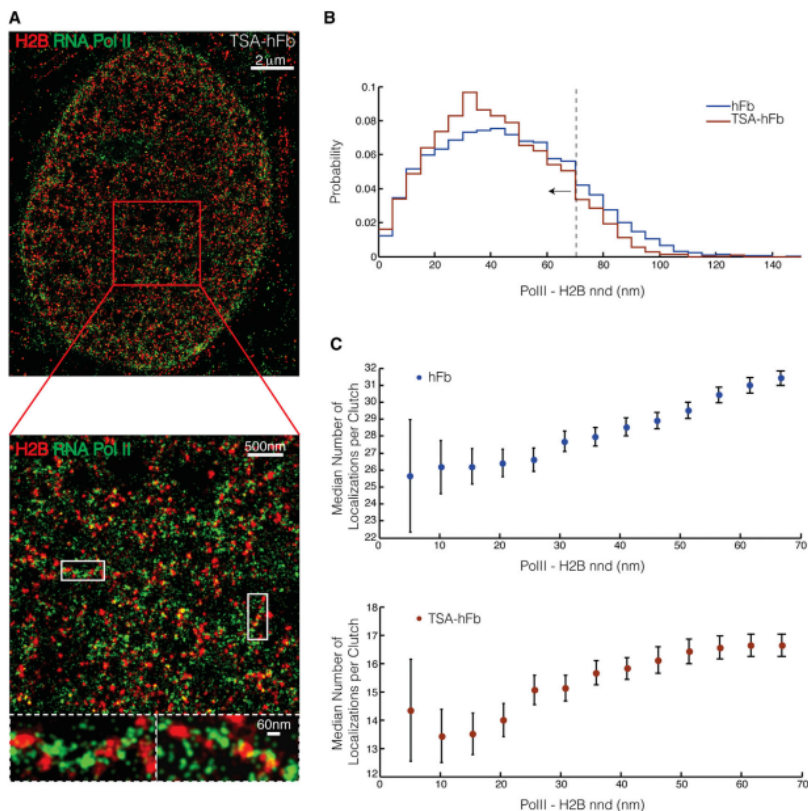 A
H2B RNA Pol II TSA-hFb
2 μm
H2B RNA Pol II 500nm
60nm
B
0.1
0.08
0.06
0.04
0.02
0
Probability
hFb
TSA-hFb
0 20 40 60 80 100 120 140
PolII - H2B nnd (nm)
C
32
31
30
29
28
27
26
25
24
23
22
Median Number of
Localizations per Clutch
hFb
0 10 20 30 40 50 60 70
PolII - H2B nnd (nm)
18
17
16
15
14
13
12
Median Number of
Localizations per Clutch
TSA-hFb
0 10 20 30 40 50 60 70
PolII - H2B nnd (nm)